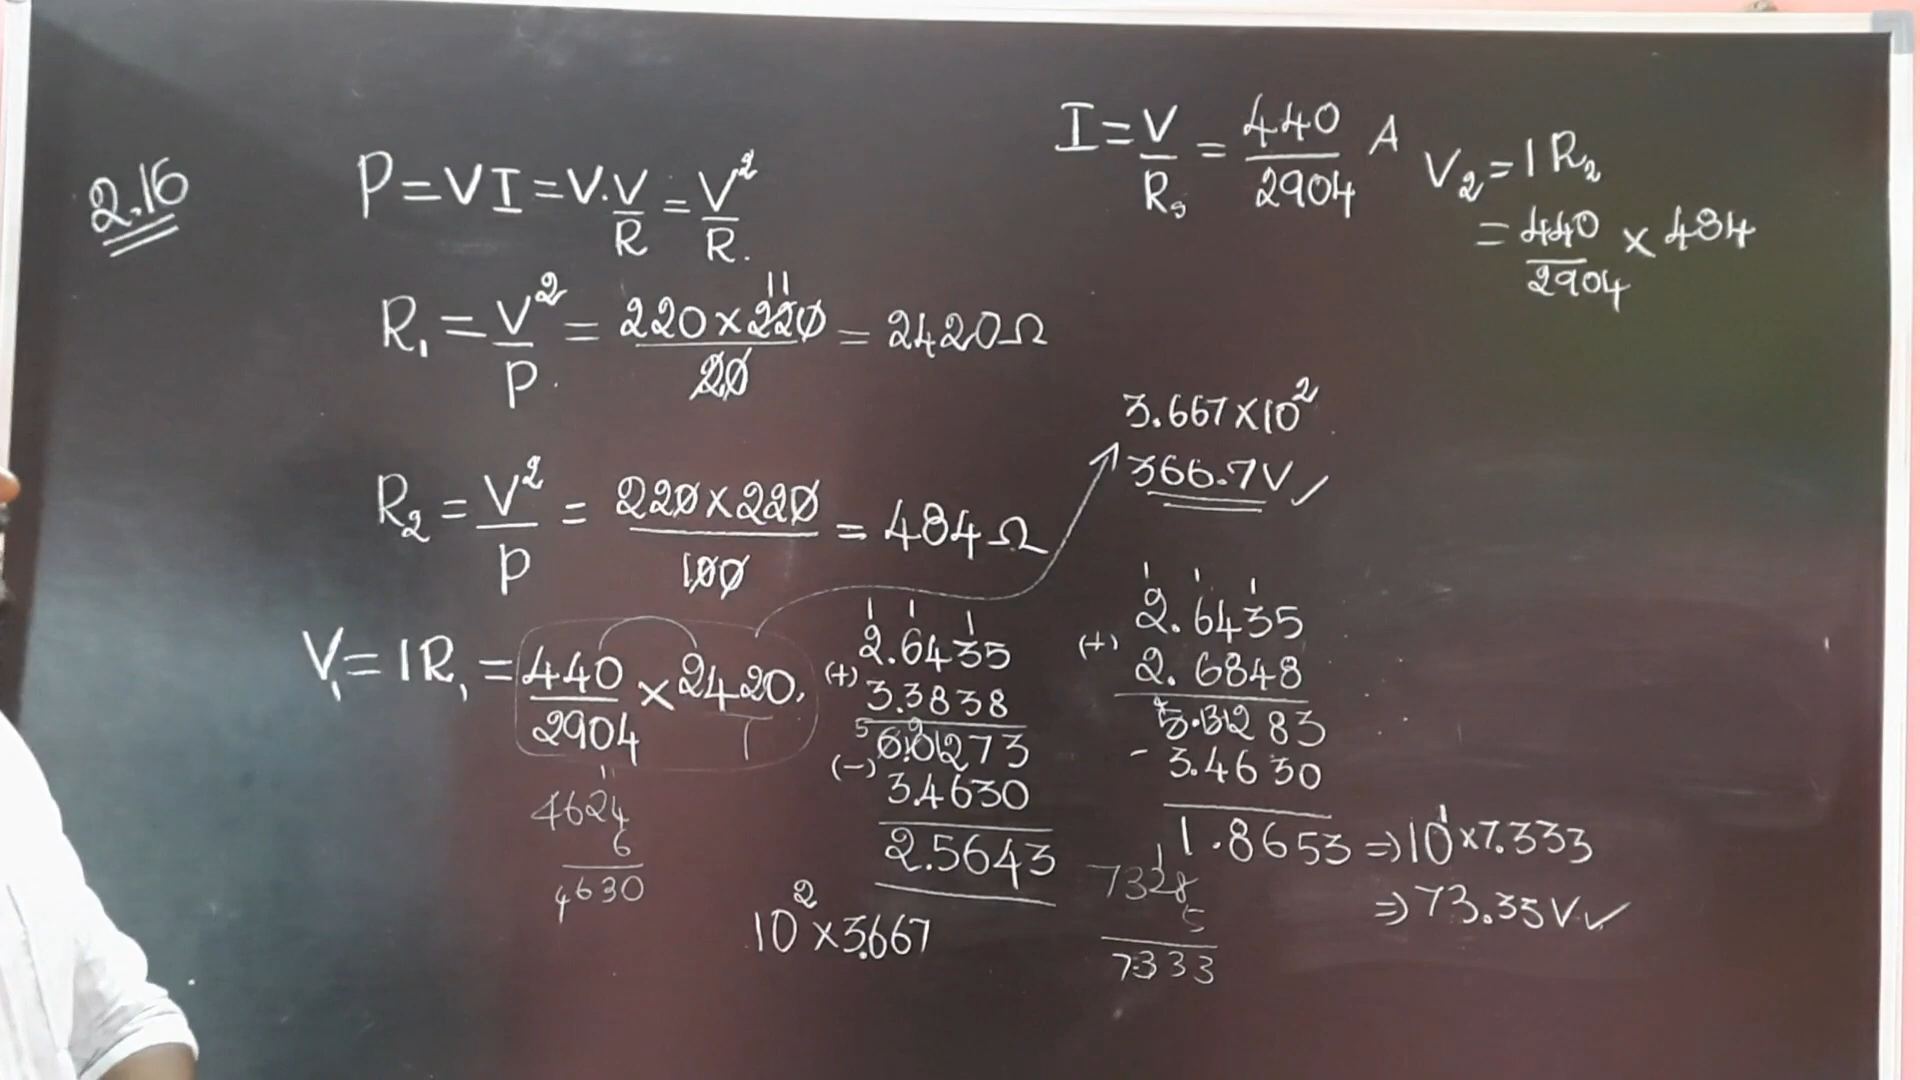 2.16
P = VI = V.V/R = V²/R.
R₁ = V²/P. = 220 × 220/20 = 2420Ω
R₂ = V²/P = 220 × 220/100 = 484Ω
V₁ = IR₁ = 440/2904 × 2420.
4624
6
4630
2.6435
(+) 3.3838
6.0273
(-) 3.4630
2.5643
10² × 3.667
I = V/Rₛ = 440/2904 A
V₂ = IR₂
= 440/2904 × 484
3.667 × 10²
366.7V ✓
2.6435
(+) 2.6848
5.3283
- 3.4630
1.8653 ⇒ 10¹ × 7.333
⇒ 73.33V ✓
7328
5
7333